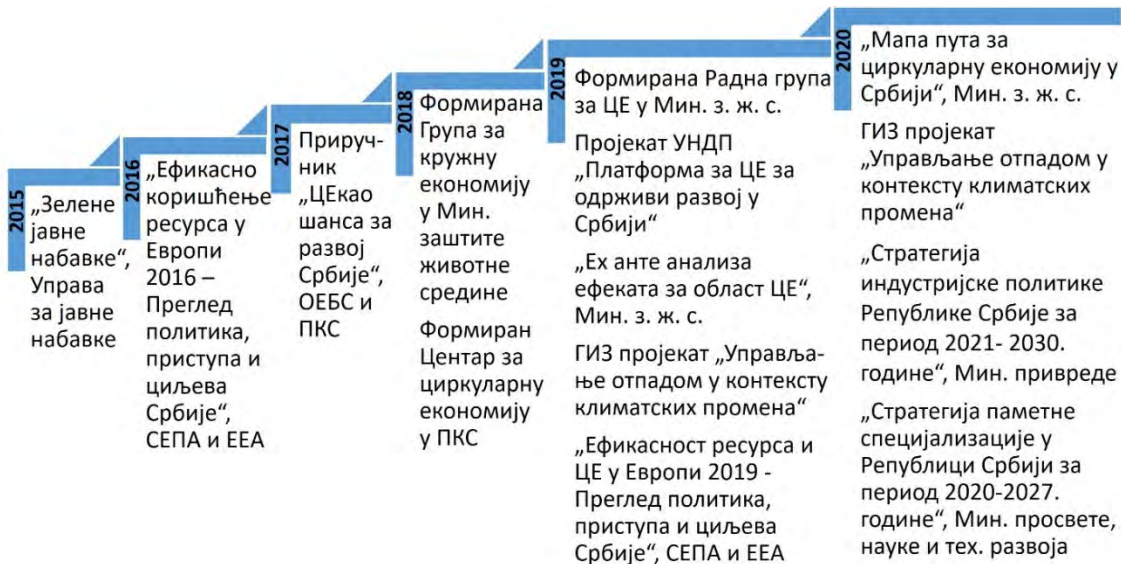 2015
„Зелене
јавне
набавке“,
Управа
за јавне
набавке
2016
„Ефикасно
коришћење
ресурса у
Европи
2016 –
Преглед
политика,
приступа и
циљева
Србије“,
СЕПА и ЕЕА
2017
Прируч-
ник
„ЦЕкао
шанса за
развој
Србије“,
ОЕБС и
ПКС
2018
Формирана
Група за
кружну
економију
у Мин.
заштите
животне
средине
Формиран
Центар за
циркуларну
економију
у ПКС
2019
Формирана Радна група
за ЦЕ у Мин. з. ж. с.
Пројекат УНДП
„Платформа за ЦЕ за
одрживи развој у
Србији“
„Ex анте анализа
ефеката за област ЦЕ“,
Мин. з. ж. с.
ГИЗ пројекат „Управља-
ње отпадом у контексту
климатских промена“
„Ефикасност ресурса и
ЦЕ у Европи 2019 -
Преглед политика,
приступа и циљева
Србије“, СЕПА и ЕЕА
2020
„Мапа пута за
циркуларну економију у
Србији“, Мин. з. ж. с.
ГИЗ пројекат
„Управљање отпадом у
контексту климатских
промена“
„Стратегија
индустријске политике
Републике Србије за
период 2021- 2030.
године“, Мин. привреде
„Стратегија паметне
специјализације у
Републици Србији за
период 2020-2027.
године“, Мин. просвете,
науке и тех. развоја